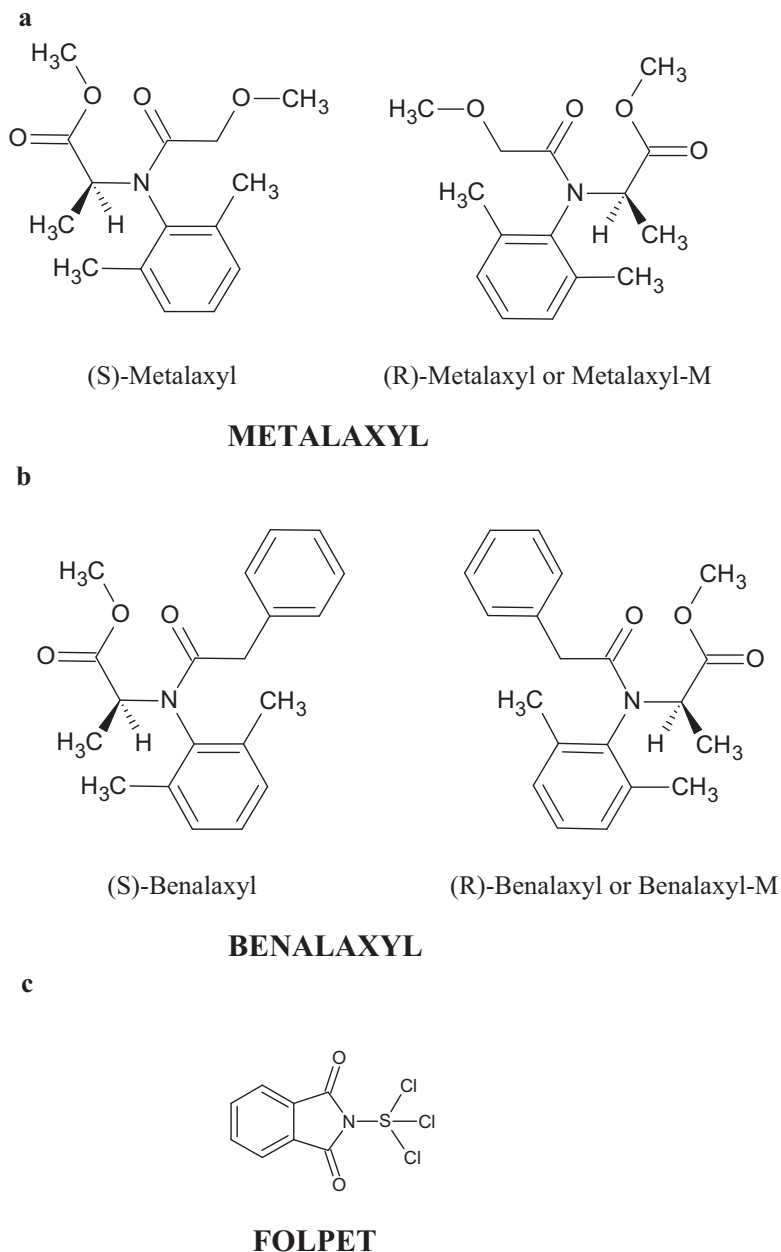 a
H₃C
O
O
O
CH₃
O
N
CH₃
H₃C
H
H₃C
CH₃
O
O
H₃C
O
O
N
H₃C
H
CH₃
CH₃
(S)-Metalaxyl
(R)-Metalaxyl or Metalaxyl-M
METALAXYL
b
H₃C
O
O
O
N
CH₃
H₃C
H
H₃C
CH₃
O
O
O
N
H₃C
H
CH₃
CH₃
(S)-Benalaxyl
(R)-Benalaxyl or Benalaxyl-M
BENALAXYL
c
O
Cl
N
S
Cl
Cl
O
FOLPET